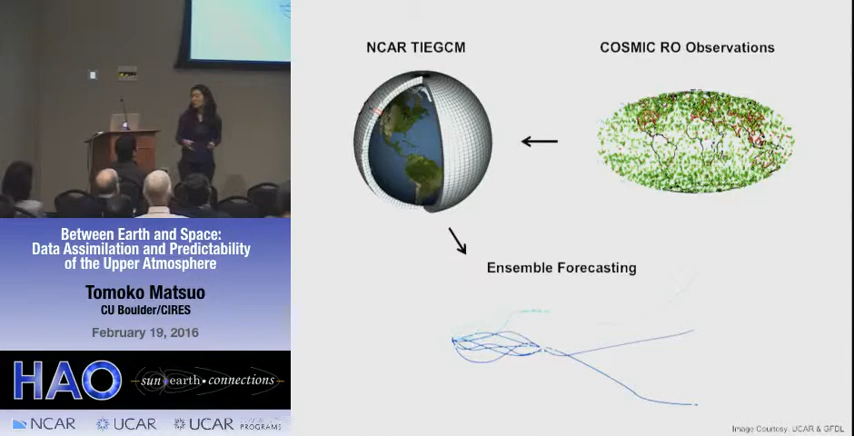 NCAR TIEGCM
COSMIC RO Observations
Ensemble Forecasting
Image Courtesy: UCAR & GFDL
Between Earth and Space:
Data Assimilation and Predictability
of the Upper Atmosphere
Tomoko Matsuo
CU Boulder/CIRES
February 19, 2016
HAO
sun•earth•connections
NCAR
UCAR
UCAR PROGRAMS